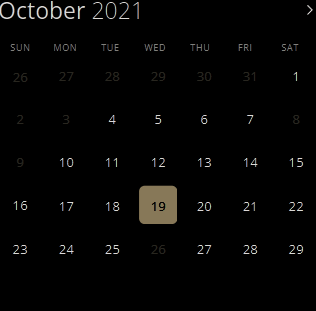 October 2021 >
SUN MON TUE WED THU FRI SAT
26 27 28 29 30 31 1
2 3 4 5 6 7 8
9 10 11 12 13 14 15
16 17 18 19 20 21 22
23 24 25 26 27 28 29